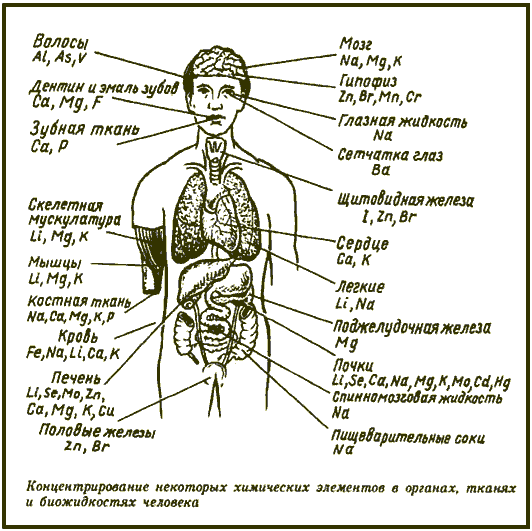 Волосы
Al, As, V
Дентин и эмаль зубов
Ca, Mg, F
Зубная ткань
Ca, P
Скелетная
мускулатура
Li, Mg, K
Мышцы
Li, Mg, K
Костная ткань
Na, Ca, Mg, K, P
Кровь
Fe, Na, Li, Ca, K
Печень
Li, Se, Mo, Zn,
Ca, Mg, K, Cu
Половые железы
Zn, Br
Мозг
Na, Mg, K
Гипофиз
Zn, Br, Mn, Cr
Глазная жидкость
Na
Сетчатка глаз
Ba
Щитовидная железа
I, Zn, Br
Сердце
Ca, K
Легкие
Li, Na
Поджелудочная железа
Mg
Почки
Li, Se, Ca, Na, Mg, K, Mo, Cd, Hg
Спинномозговая жидкость
Na
Пищеварительные соки
Na
Концентрирование некоторых химических элементов в органах, тканях
и биожидкостях человека